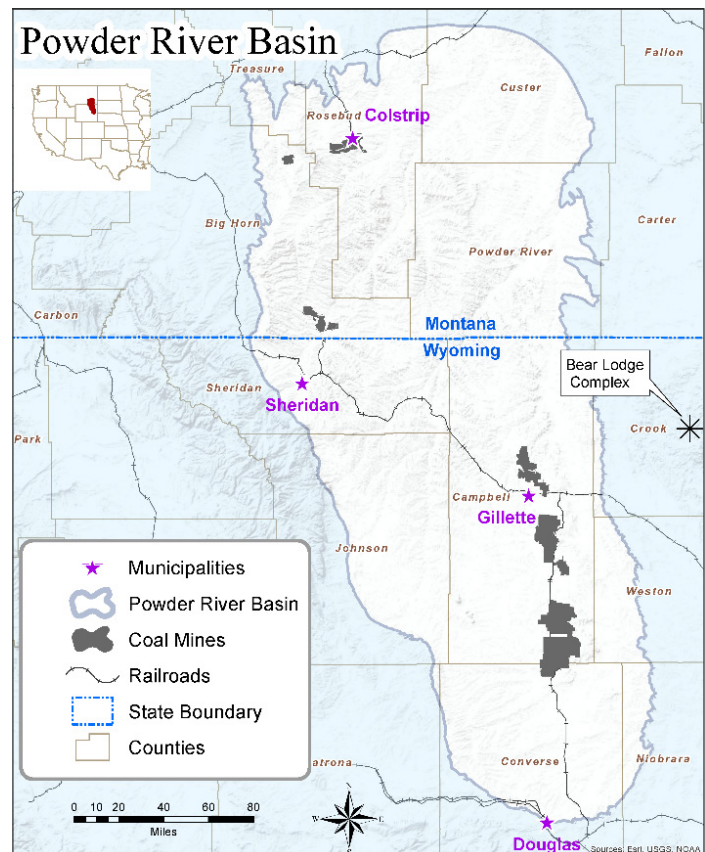 Powder River Basin
Treasure
Fallon
Custer
Rosebud
Colstrip
Big Horn
Carter
Powder River
Carbon
Montana
Wyoming
Bear Lodge
Complex
Sheridan
Sheridan
Crook
Park
Campbell
Gillette
Johnson
Weston
Municipalities
Powder River Basin
Coal Mines
Railroads
State Boundary
Counties
atrona
Converse
Niobrara
0 10 20 40 60 80
Miles
W
E
S
Douglas
Sources: Esri, USGS, NOAA